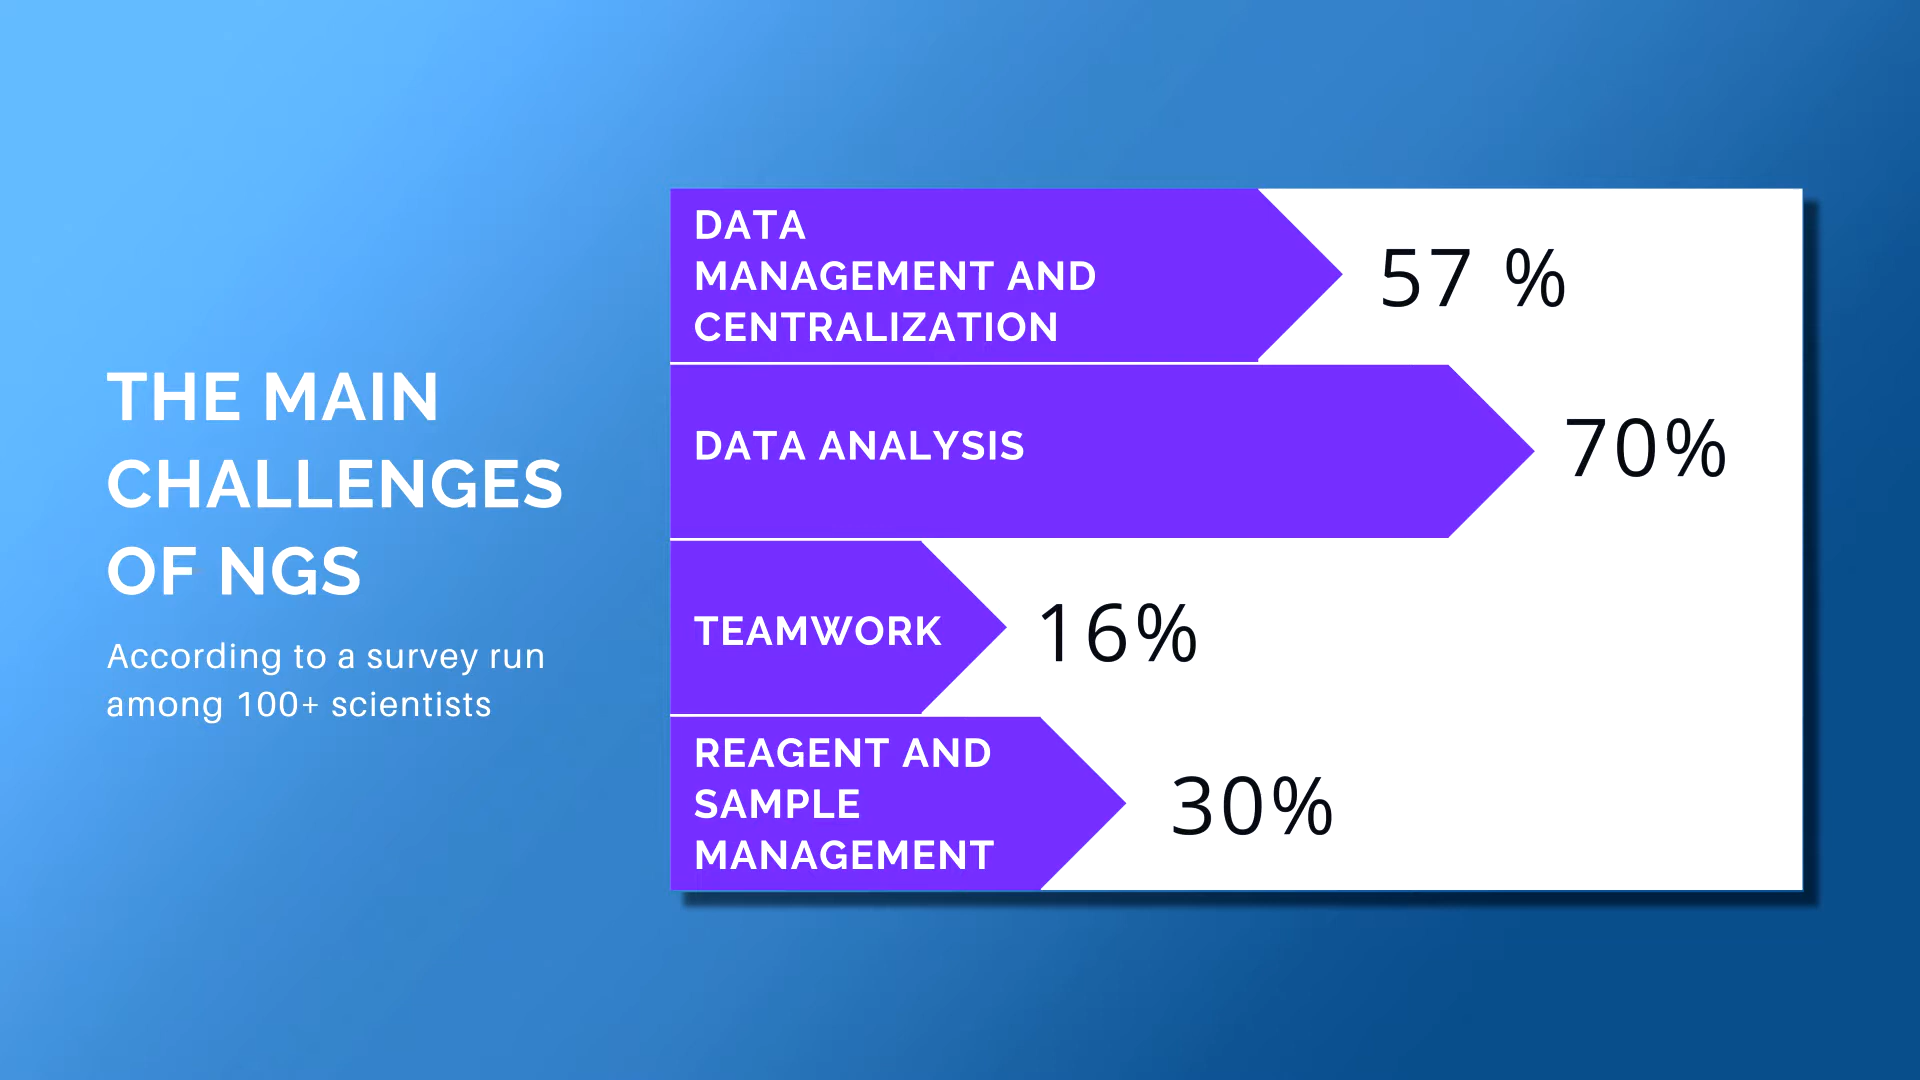 THE MAIN
CHALLENGES
OF NGS
According to a survey run
among 100+ scientists
DATA
MANAGEMENT AND
CENTRALIZATION
57 %
DATA ANALYSIS
70%
TEAMWORK
16%
REAGENT AND
SAMPLE
MANAGEMENT
30%